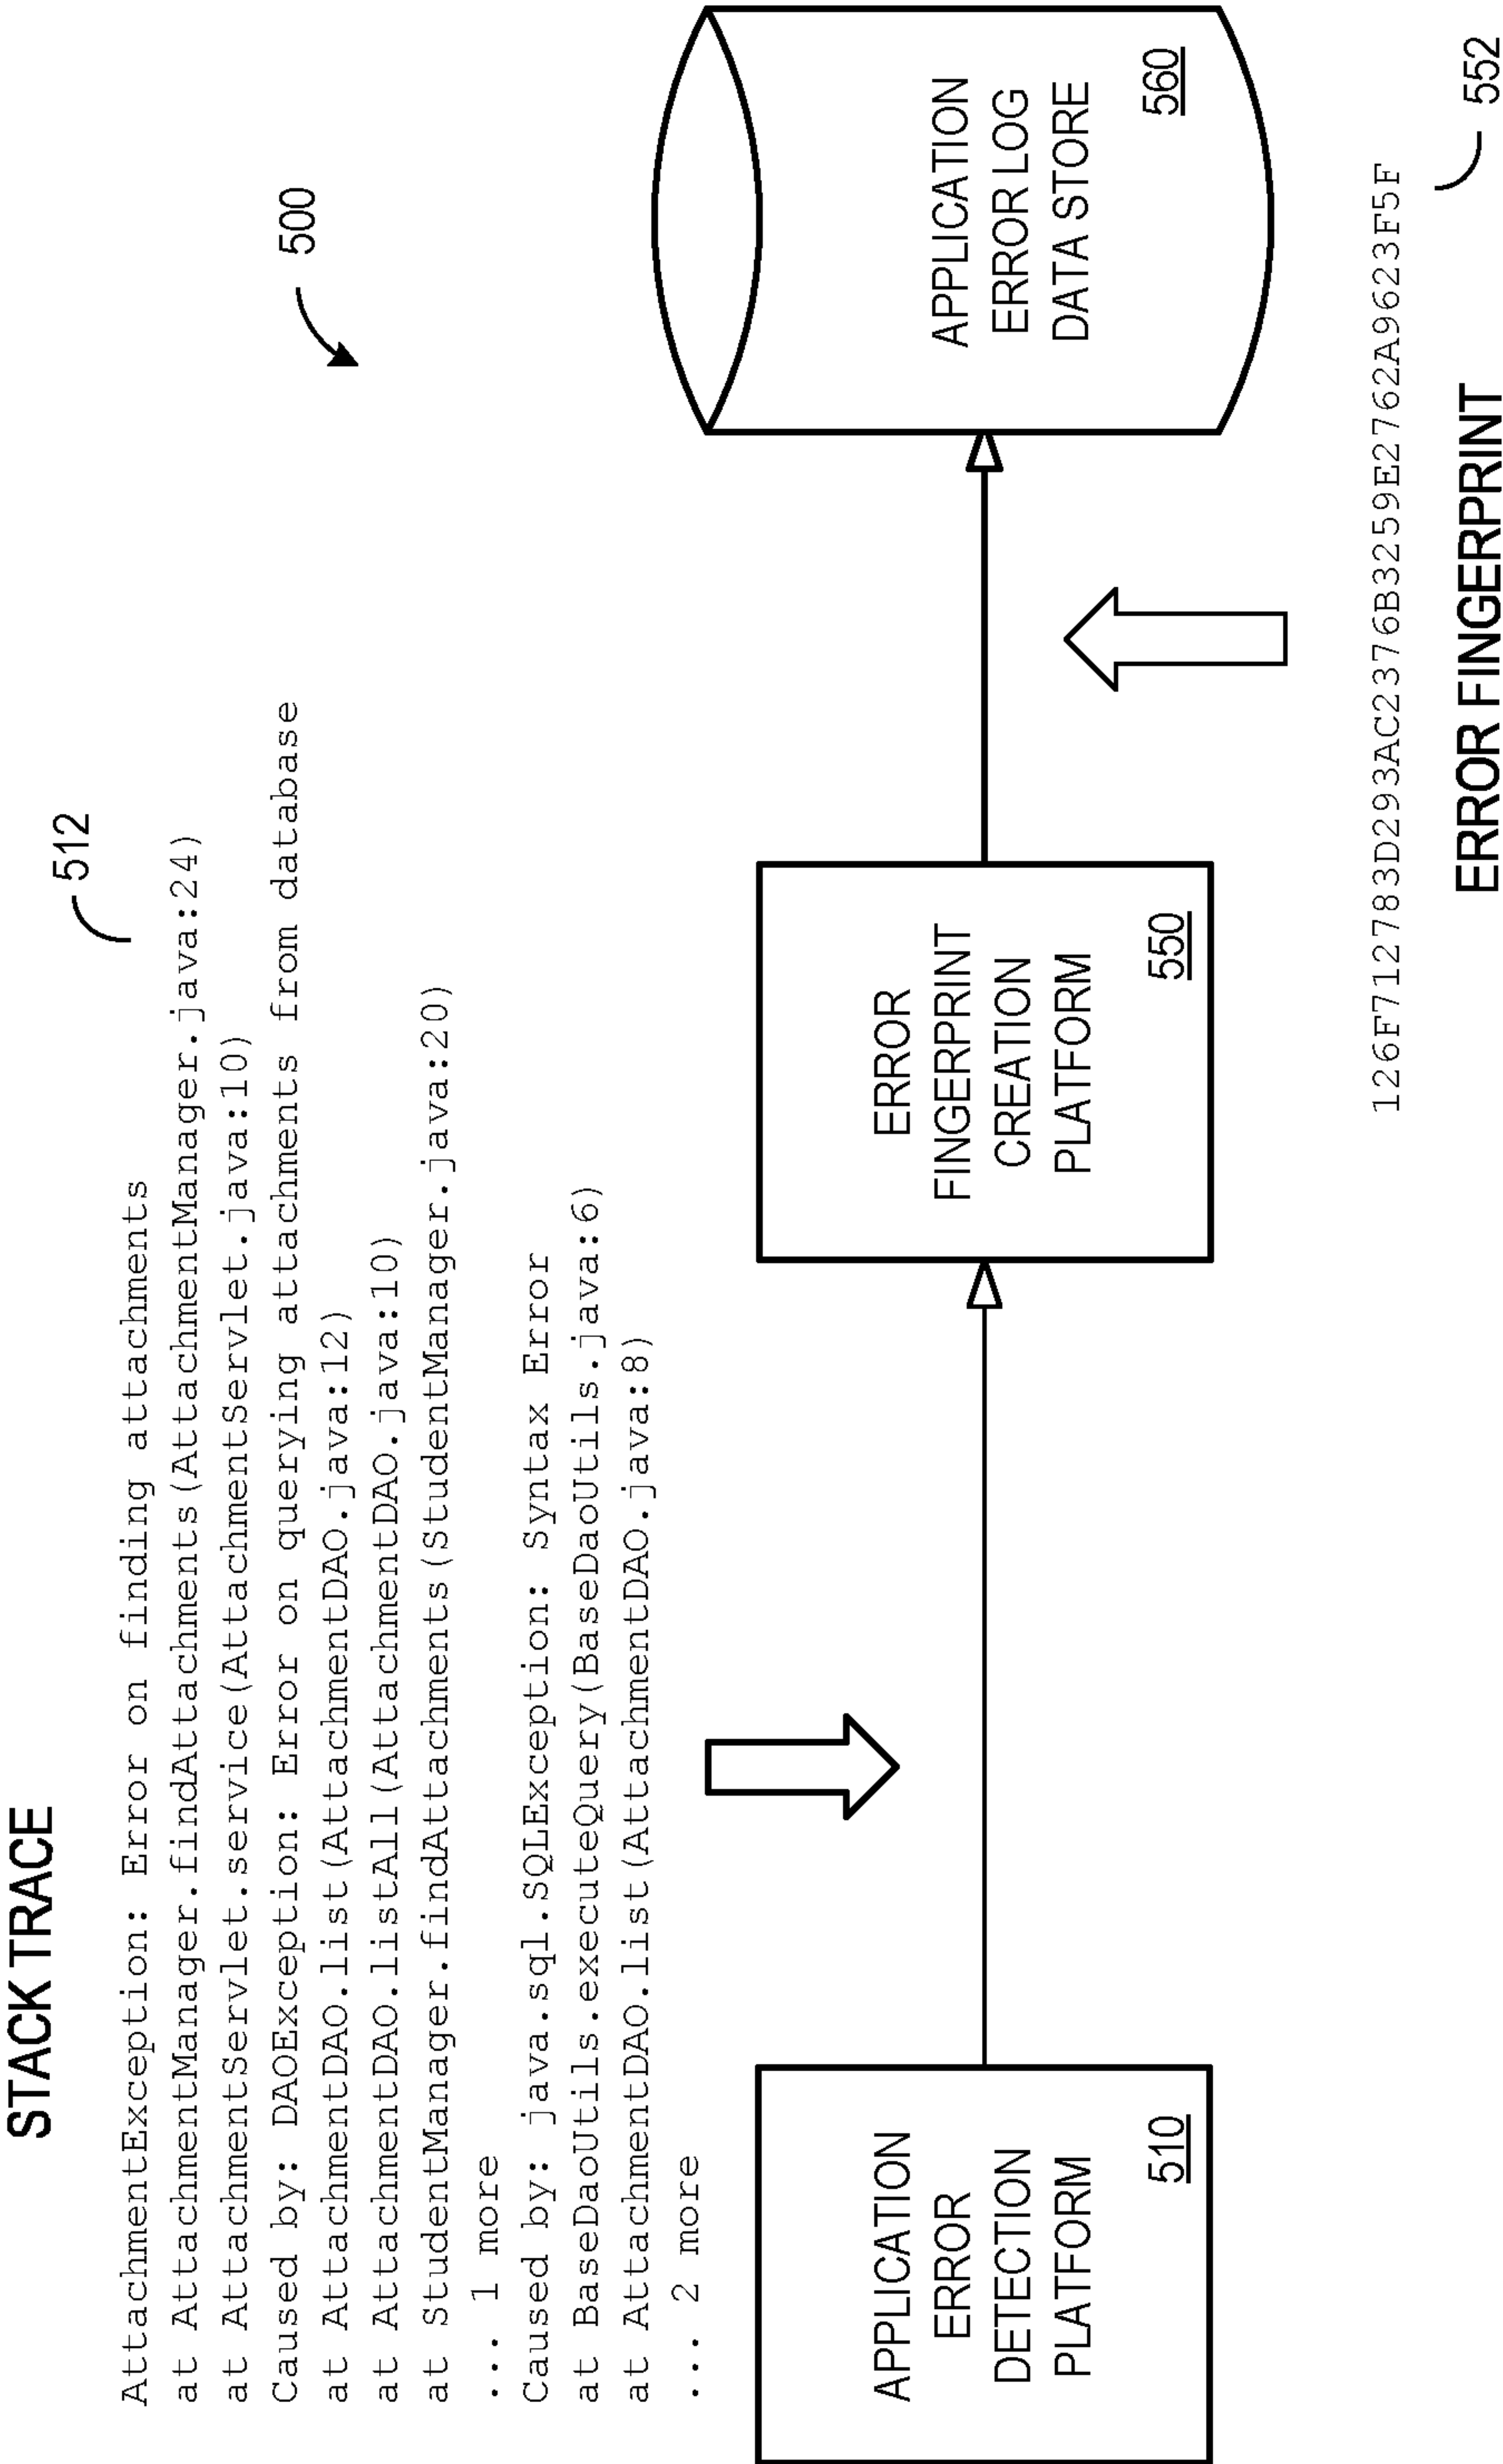 STACK TRACE
512
AttachmentException: Error on finding attachments
at AttachmentManager.findAttachments(AttachmentManager.java:24)
at AttachmentServlet.service(AttachmentServlet.java:10)
Caused by: DAOException: Error on querying attachments from database
at AttachmentDAO.list(AttachmentDAO.java:12)
at AttachmentDAO.listAll(AttachmentDAO.java:10)
at StudentManager.findAttachments(StudentManager.java:20)
... 1 more
Caused by: java.sql.SQLException: Syntax Error
at BaseDaoUtils.executeQuery(BaseDaoUtils.java:6)
at AttachmentDAO.list(AttachmentDAO.java:8)
... 2 more
500
APPLICATION
ERROR
DETECTION
PLATFORM
510
ERROR
FINGERPRINT
CREATION
PLATFORM
550
APPLICATION
ERROR LOG
DATA STORE
560
126F712783D293AC2376B3259E2762A9623F5F
552
ERROR FINGERPRINT